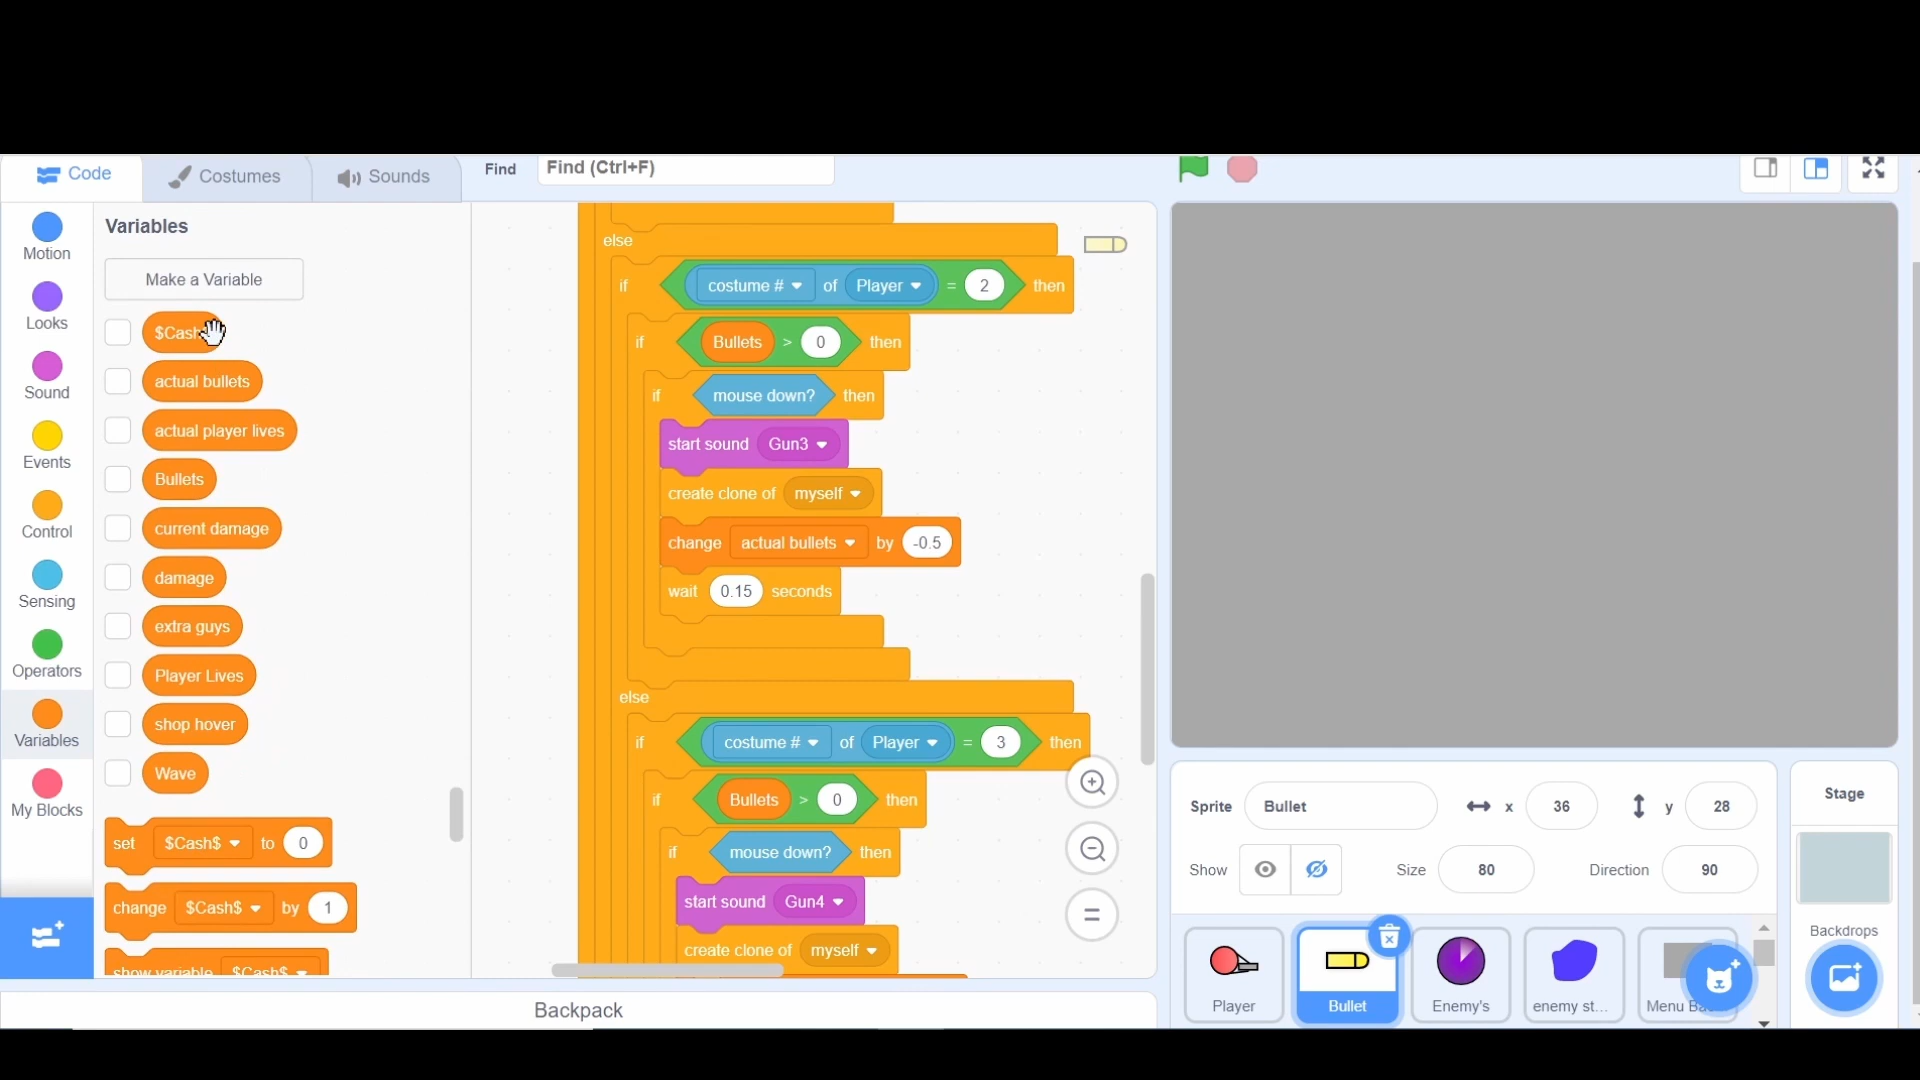 Code
Costumes
Sounds
Find
Find (Ctrl+F)
Motion
Looks
Sound
Events
Control
Sensing
Operators
Variables
My Blocks
Variables
Make a Variable
$Cash
actual bullets
actual player lives
Bullets
current damage
damage
extra guys
Player Lives
shop hover
Wave
set $Cash$ to 0
change $Cash$ by 1
show variable $Cash$
else
if costume # of Player = 2 then
if Bullets > 0 then
if mouse down? then
start sound Gun3
create clone of myself
change actual bullets by -0.5
wait 0.15 seconds
else
if costume # of Player = 3 then
if Bullets > 0 then
if mouse down? then
start sound Gun4
create clone of myself
Backpack
Sprite Bullet x 36 y 28
Show Size 80 Direction 90
Player
Bullet
Enemy's
enemy st...
Menu
Stage
Backdrops